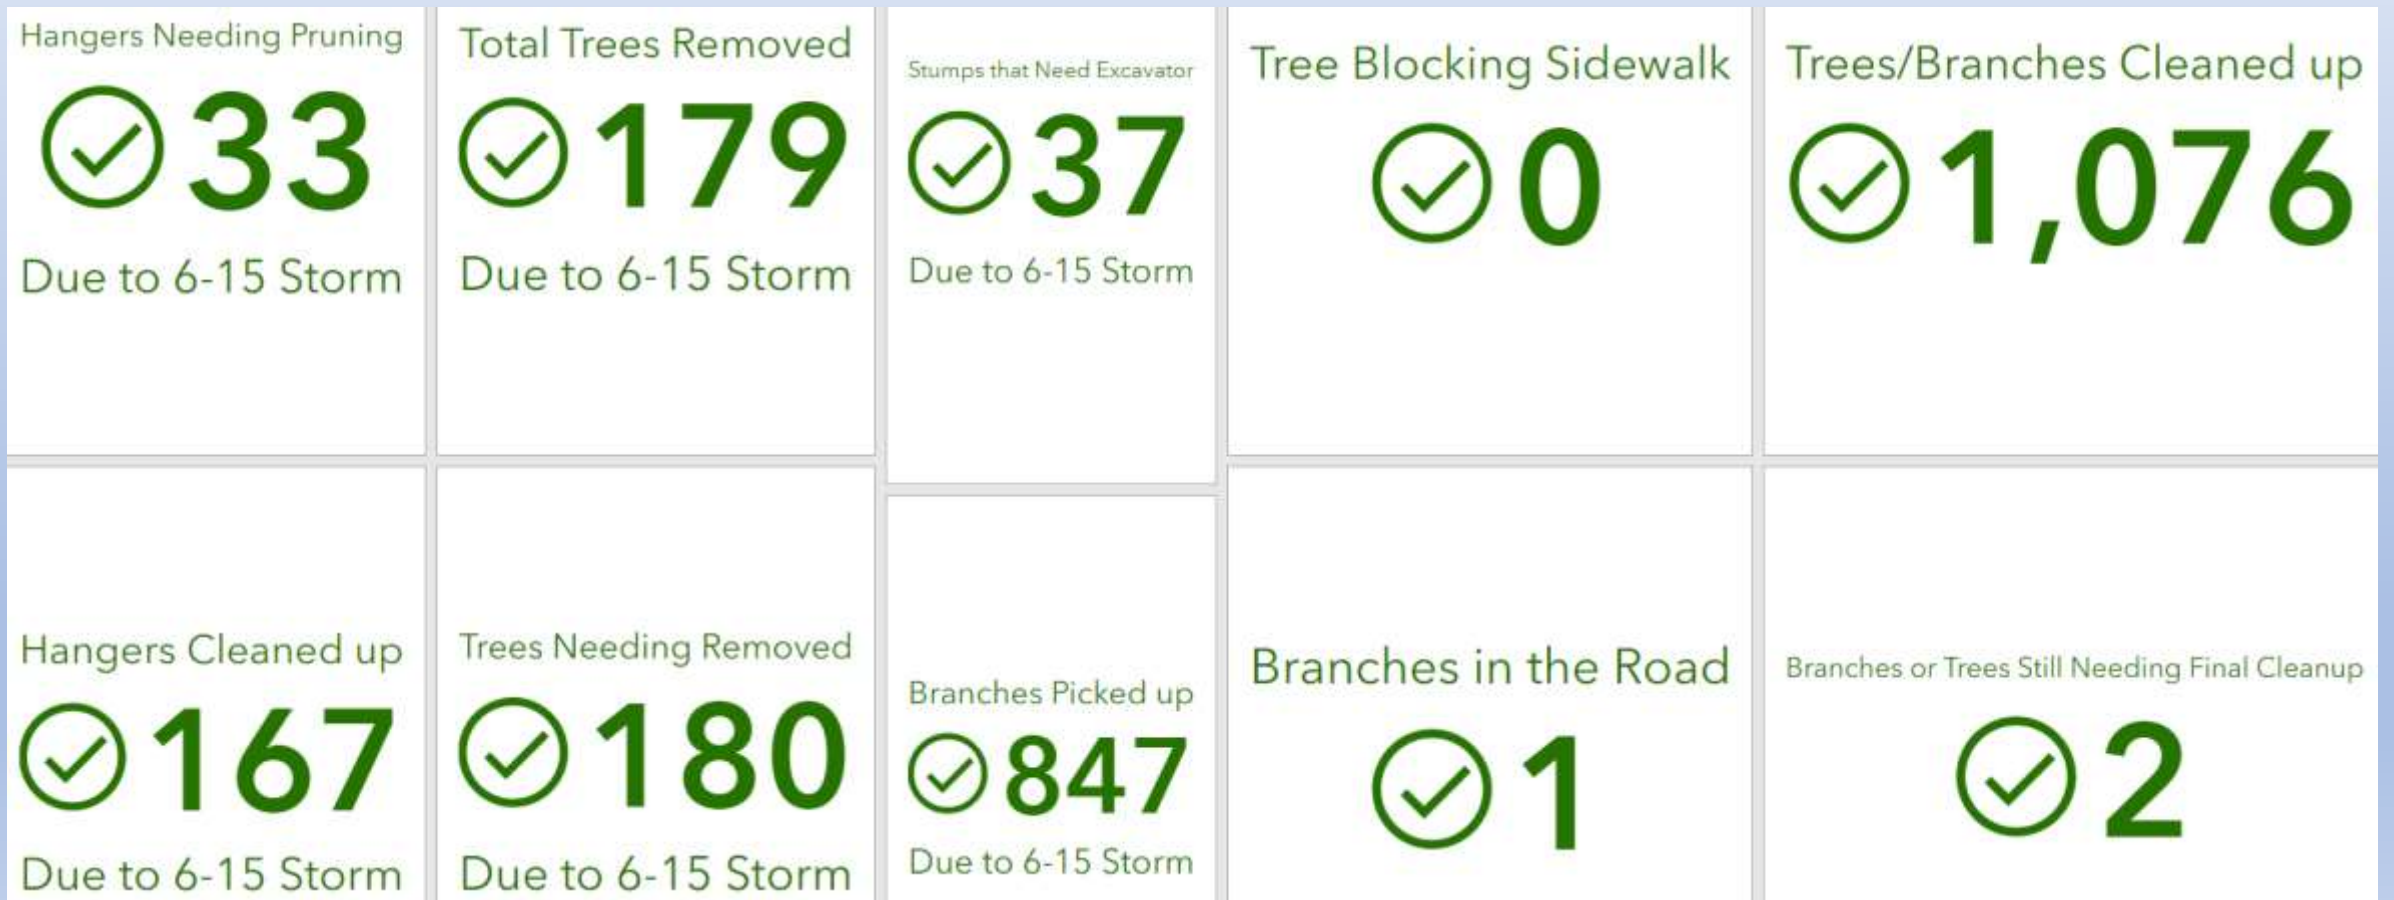 Hangers Needing Pruning
33
Due to 6-15 Storm
Total Trees Removed
179
Due to 6-15 Storm
Stumps that Need Excavator
37
Due to 6-15 Storm
Tree Blocking Sidewalk
0
Trees/Branches Cleaned up
1,076
Hangers Cleaned up
167
Due to 6-15 Storm
Trees Needing Removed
180
Due to 6-15 Storm
Branches Picked up
847
Due to 6-15 Storm
Branches in the Road
1
Branches or Trees Still Needing Final Cleanup
2